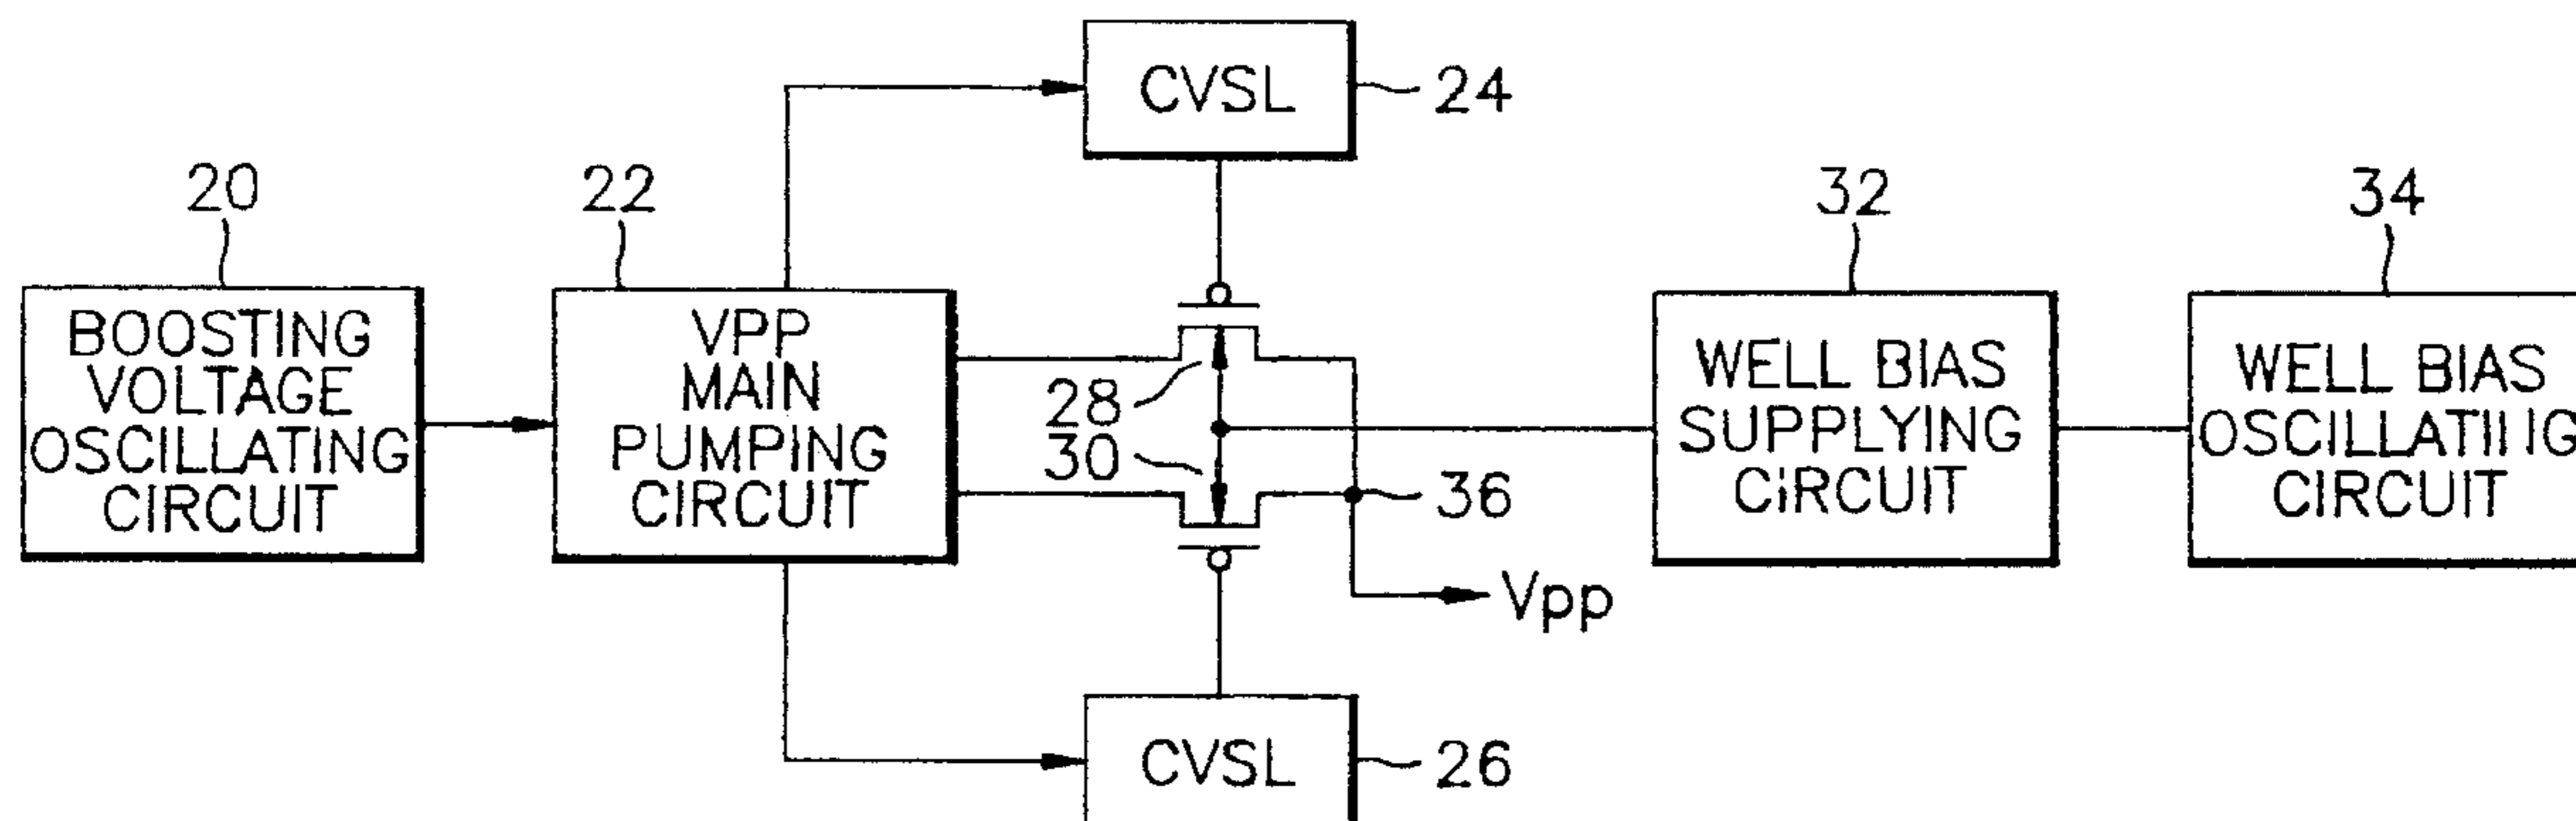 CVSL
24
20
22
32
34
BOOSTING
VOLTAGE
OSCILLATING
CIRCUIT
VPP
MAIN
PUMPING
CIRCUIT
28
30
36
Vpp
WELL BIAS
SUPPLYING
CIRCUIT
WELL BIAS
OSCILLATING
CIRCUIT
CVSL
26